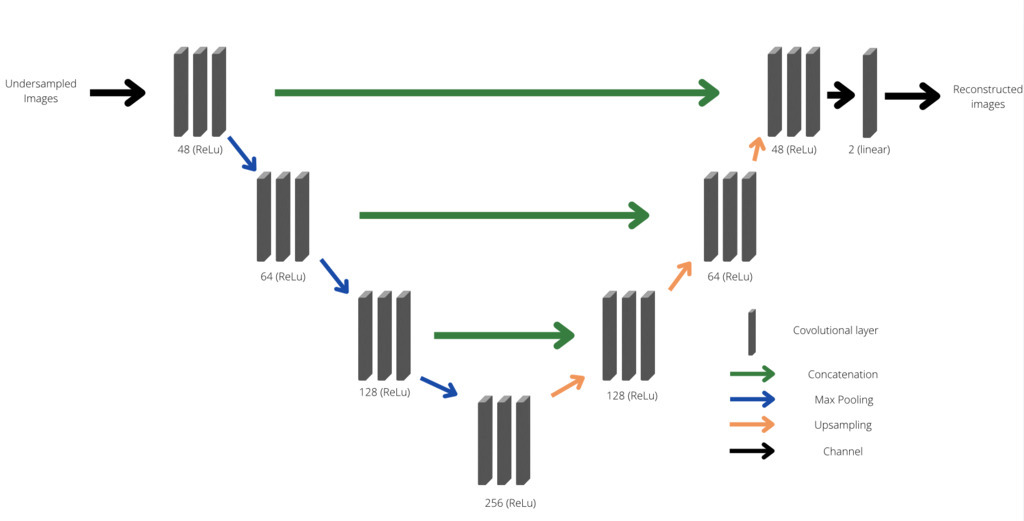 Undersampled
Images
48 (ReLu)
64 (ReLu)
128 (ReLu)
256 (ReLu)
128 (ReLu)
64 (ReLu)
48 (ReLu)
2 (linear)
Reconstructed
images
Covolutional layer
Concatenation
Max Pooling
Upsampling
Channel